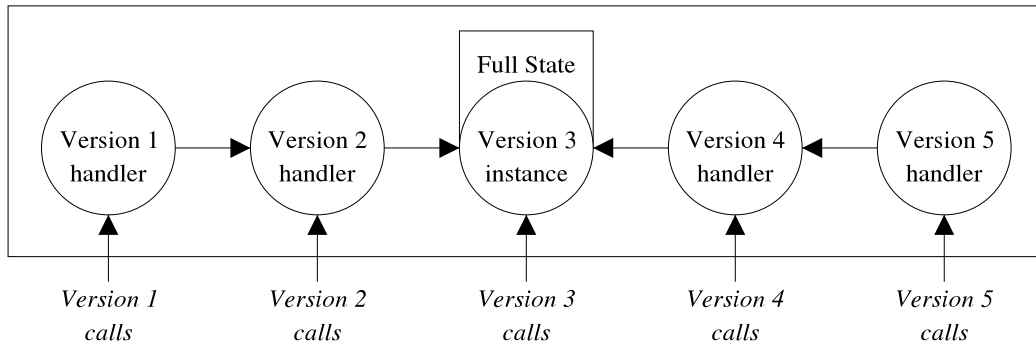 Full State
Version 1
handler
Version 2
handler
Version 3
instance
Version 4
handler
Version 5
handler
Version 1
calls
Version 2
calls
Version 3
calls
Version 4
calls
Version 5
calls